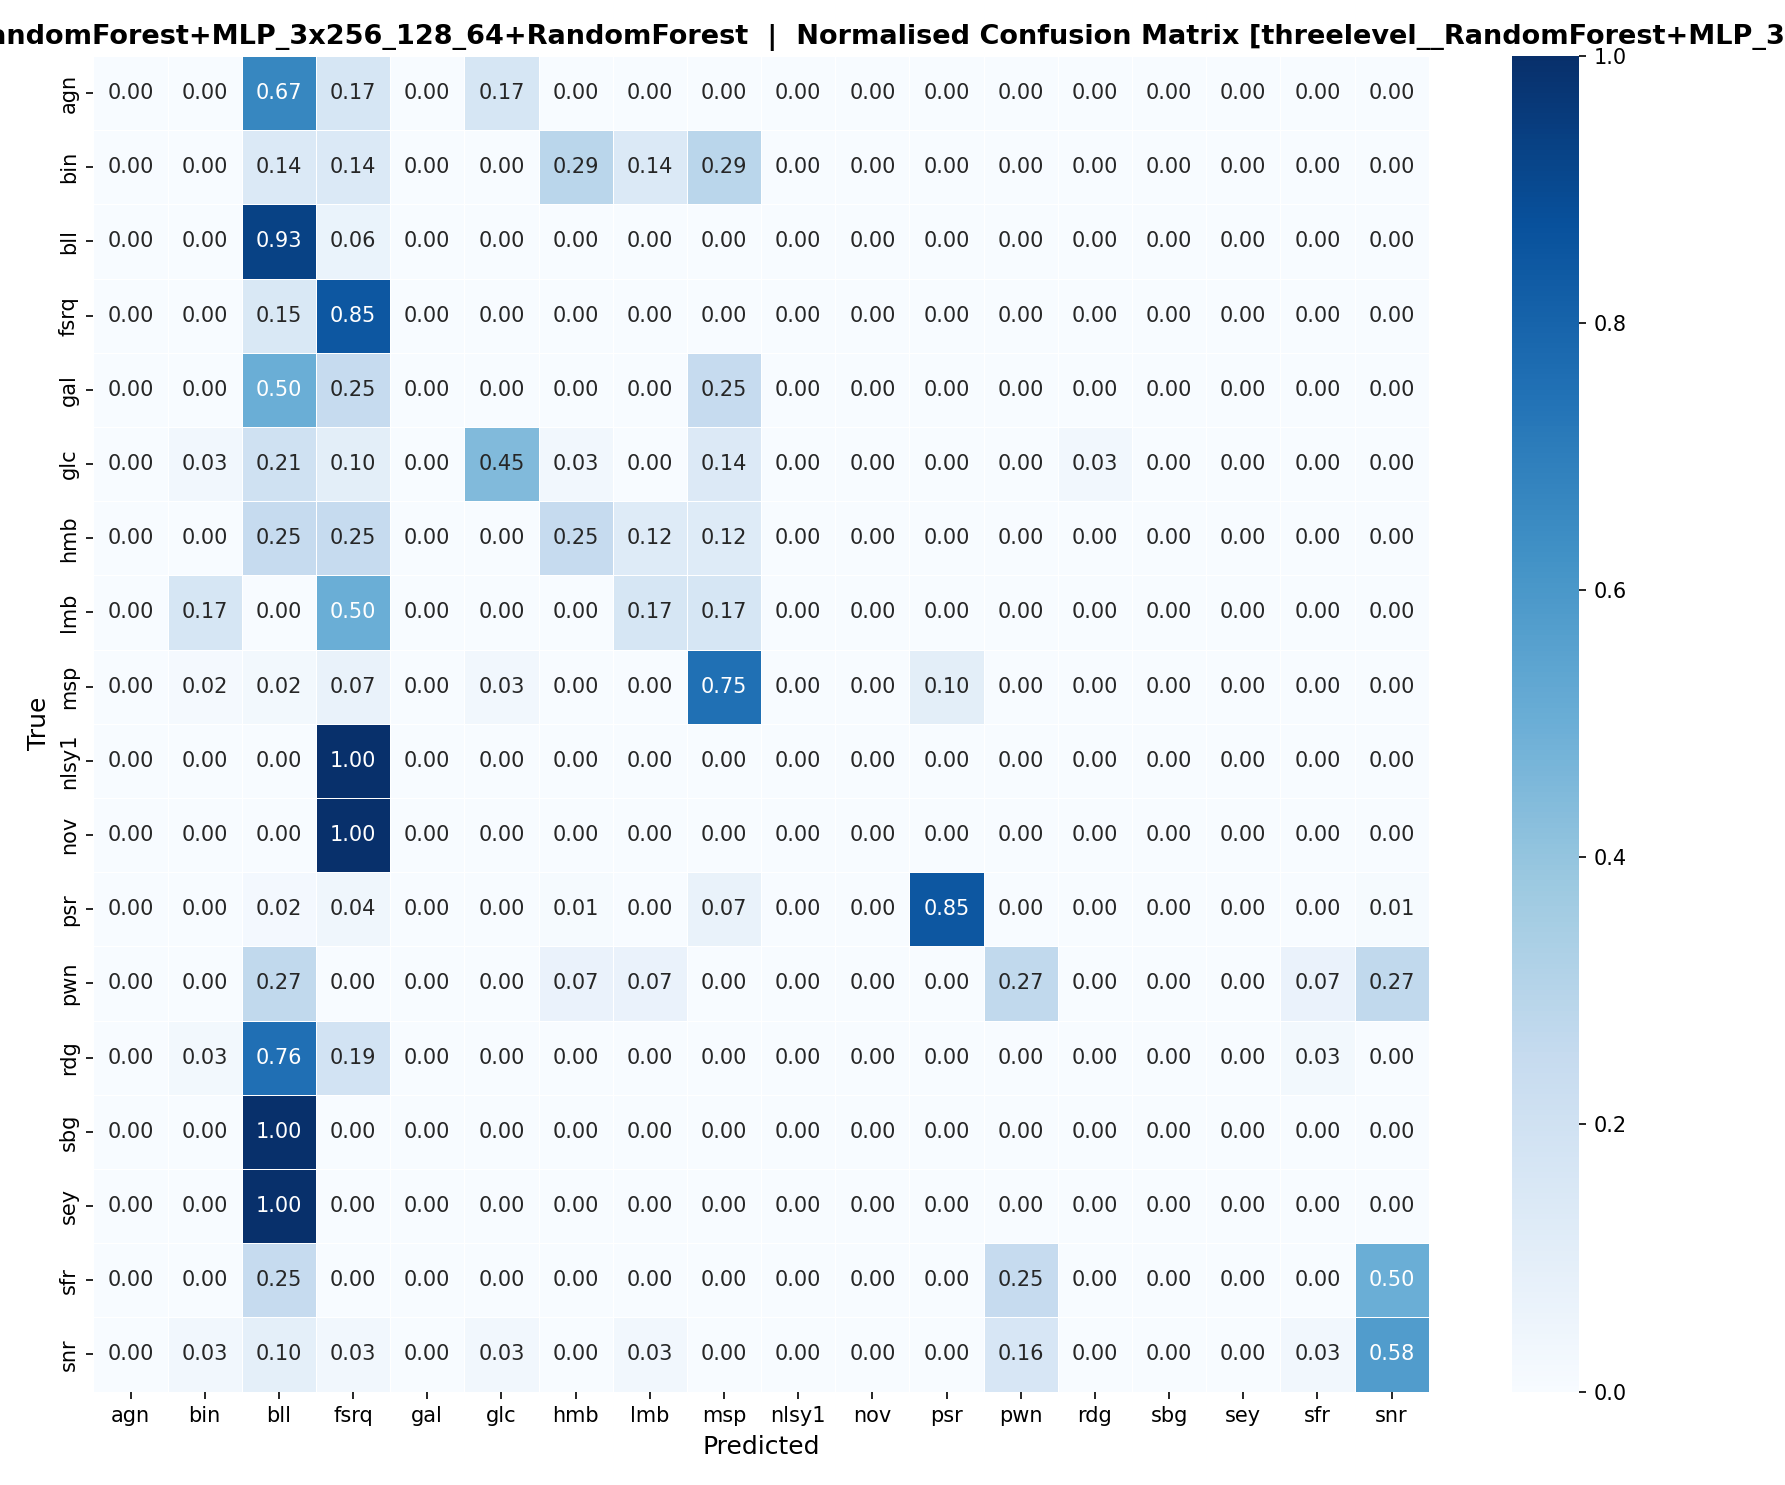 andomForest+MLP_3x256_128_64+RandomForest | Normalised Confusion Matrix [threelevel__RandomForest+MLP_3
agn 0.00 0.00 0.67 0.17 0.00 0.17 0.00 0.00 0.00 0.00 0.00 0.00 0.00 0.00 0.00 0.00 0.00 0.00
bin 0.00 0.00 0.14 0.14 0.00 0.00 0.29 0.14 0.29 0.00 0.00 0.00 0.00 0.00 0.00 0.00 0.00 0.00
bll 0.00 0.00 0.93 0.06 0.00 0.00 0.00 0.00 0.00 0.00 0.00 0.00 0.00 0.00 0.00 0.00 0.00 0.00
fsrq 0.00 0.00 0.15 0.85 0.00 0.00 0.00 0.00 0.00 0.00 0.00 0.00 0.00 0.00 0.00 0.00 0.00 0.00
gal 0.00 0.00 0.50 0.25 0.00 0.00 0.00 0.00 0.25 0.00 0.00 0.00 0.00 0.00 0.00 0.00 0.00 0.00
glc 0.00 0.03 0.21 0.10 0.00 0.45 0.03 0.00 0.14 0.00 0.00 0.00 0.00 0.03 0.00 0.00 0.00 0.00
hmb 0.00 0.00 0.25 0.25 0.00 0.00 0.25 0.12 0.12 0.00 0.00 0.00 0.00 0.00 0.00 0.00 0.00 0.00
lmb 0.00 0.17 0.00 0.50 0.00 0.00 0.00 0.17 0.17 0.00 0.00 0.00 0.00 0.00 0.00 0.00 0.00 0.00
msp 0.00 0.02 0.02 0.07 0.00 0.03 0.00 0.00 0.75 0.00 0.00 0.10 0.00 0.00 0.00 0.00 0.00 0.00
nlsy1 0.00 0.00 0.00 1.00 0.00 0.00 0.00 0.00 0.00 0.00 0.00 0.00 0.00 0.00 0.00 0.00 0.00 0.00
nov 0.00 0.00 0.00 1.00 0.00 0.00 0.00 0.00 0.00 0.00 0.00 0.00 0.00 0.00 0.00 0.00 0.00 0.00
psr 0.00 0.00 0.02 0.04 0.00 0.00 0.01 0.00 0.07 0.00 0.00 0.85 0.00 0.00 0.00 0.00 0.00 0.01
pwn 0.00 0.00 0.27 0.00 0.00 0.00 0.07 0.07 0.00 0.00 0.00 0.00 0.27 0.00 0.00 0.00 0.07 0.27
rdg 0.00 0.03 0.76 0.19 0.00 0.00 0.00 0.00 0.00 0.00 0.00 0.00 0.00 0.00 0.00 0.00 0.03 0.00
sbg 0.00 0.00 1.00 0.00 0.00 0.00 0.00 0.00 0.00 0.00 0.00 0.00 0.00 0.00 0.00 0.00 0.00 0.00
sey 0.00 0.00 1.00 0.00 0.00 0.00 0.00 0.00 0.00 0.00 0.00 0.00 0.00 0.00 0.00 0.00 0.00 0.00
sfr 0.00 0.00 0.25 0.00 0.00 0.00 0.00 0.00 0.00 0.00 0.00 0.00 0.25 0.00 0.00 0.00 0.00 0.50
snr 0.00 0.03 0.10 0.03 0.00 0.03 0.00 0.03 0.00 0.00 0.00 0.00 0.16 0.00 0.00 0.00 0.03 0.58
agn bin bll fsrq gal glc hmb lmb msp nlsy1 nov psr pwn rdg sbg sey sfr snr
Predicted
True
1.0
0.8
0.6
0.4
0.2
0.0